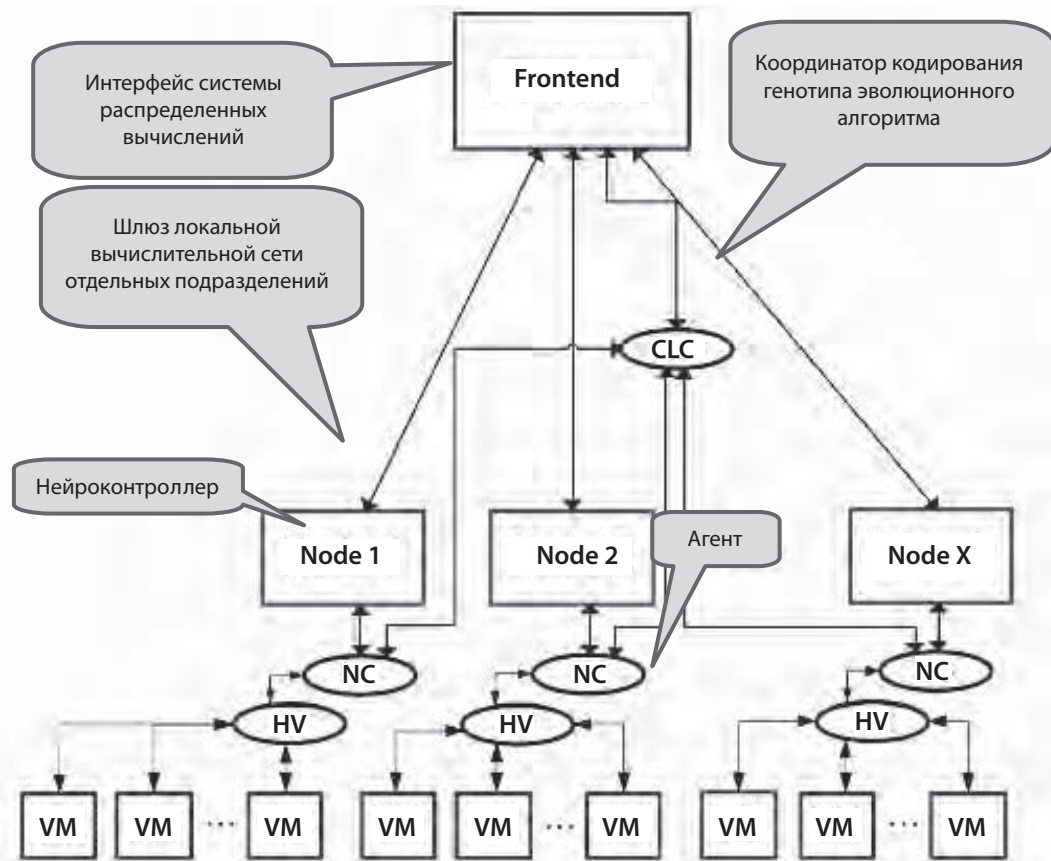 Интерфейс системы
распределенных
вычислений
Frontend
Координатор кодирования
генотипа эволюционного
алгоритма
Шлюз локальной
вычислительной сети
отдельных подразделений
CLC
Нейроконтроллер
Node 1
Node 2
Агент
Node X
NC
NC
NC
HV
HV
HV
VM VM ... VM VM VM ... VM VM VM ... VM